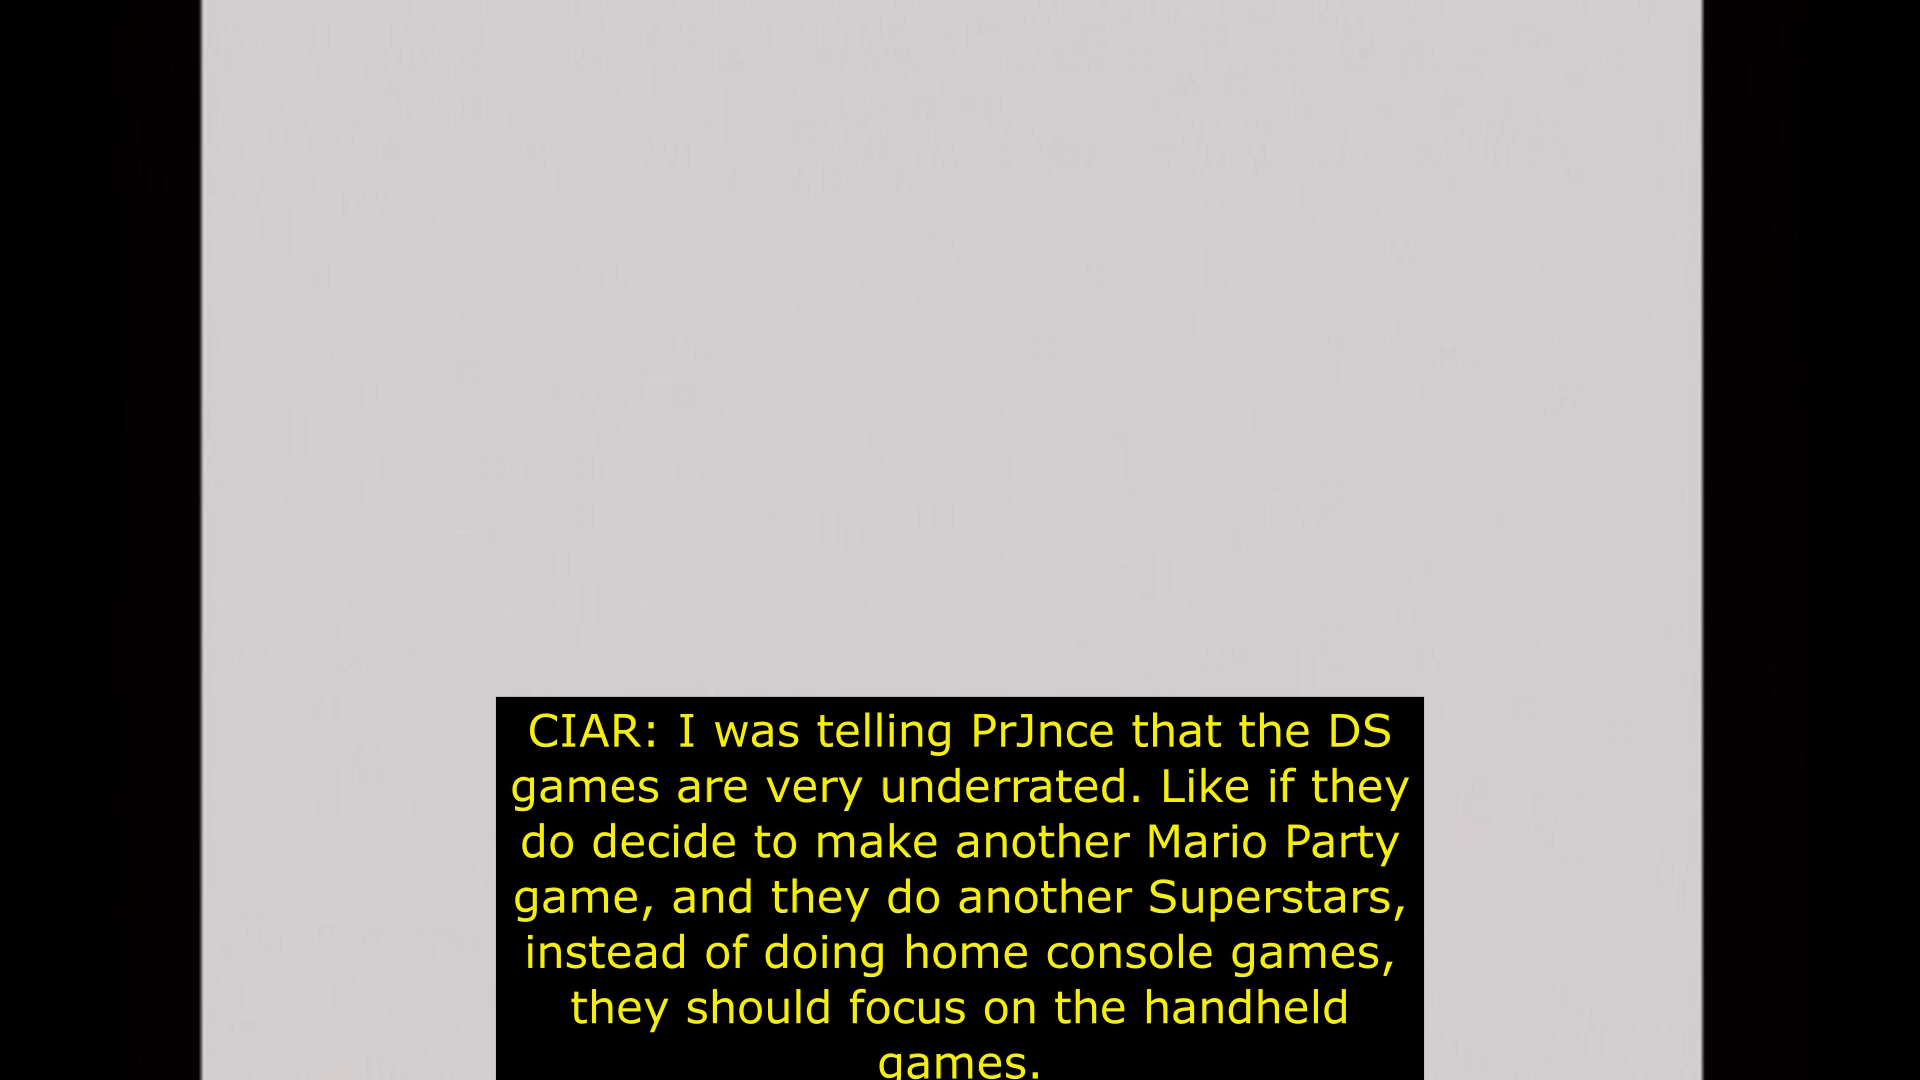 CIAR: I was telling PrJnce that the DS
games are very underrated. Like if they
do decide to make another Mario Party
game, and they do another Superstars,
instead of doing home console games,
they should focus on the handheld
games.